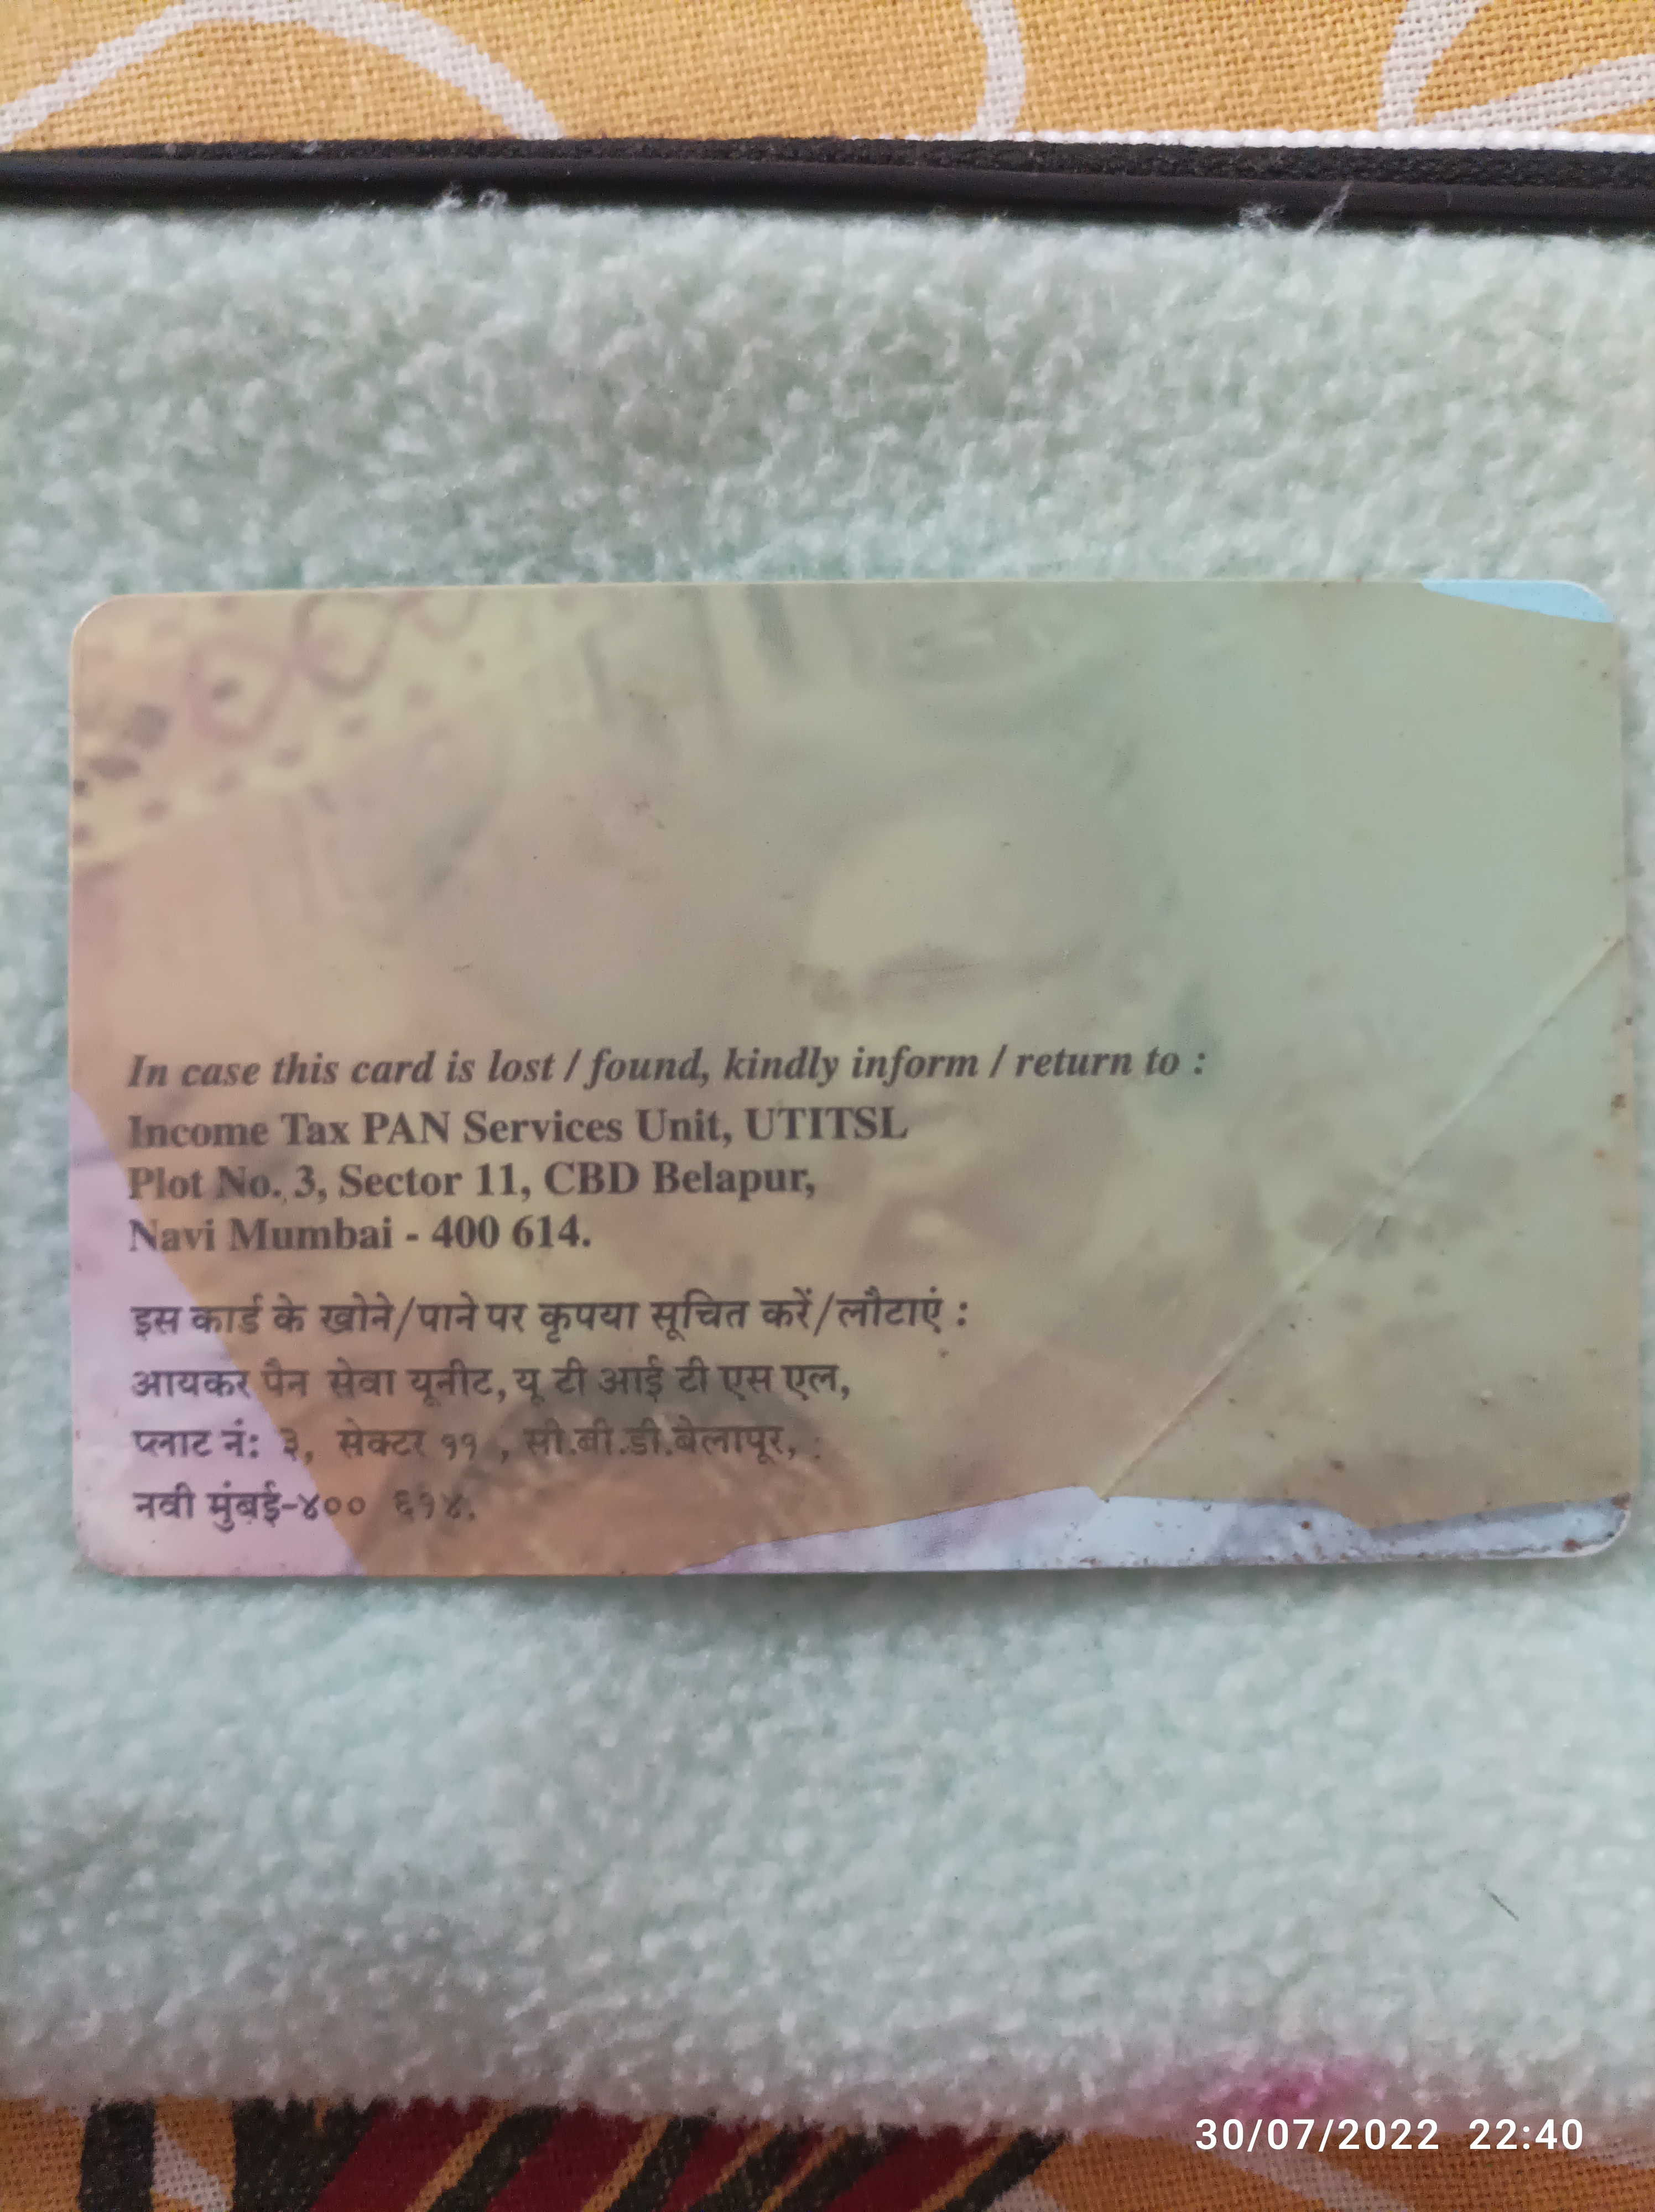 In case this card is lost / found, kindly inform / return to :
Income Tax PAN Services Unit, UTITSL
Plot No. 3, Sector 11, CBD Belapur,
Navi Mumbai - 400 614.
इस कार्ड के खोने/पाने पर कृपया सूचित करें/लौटाएं :
आयकर पैन सेवा यूनीट, यू टी आई टी एस एल,
प्लाट नं: ३, सेक्टर ११ , सी.बी.डी.बेलापूर,
नवी मुंबई-४०० ६१४.
30/07/2022 22:40